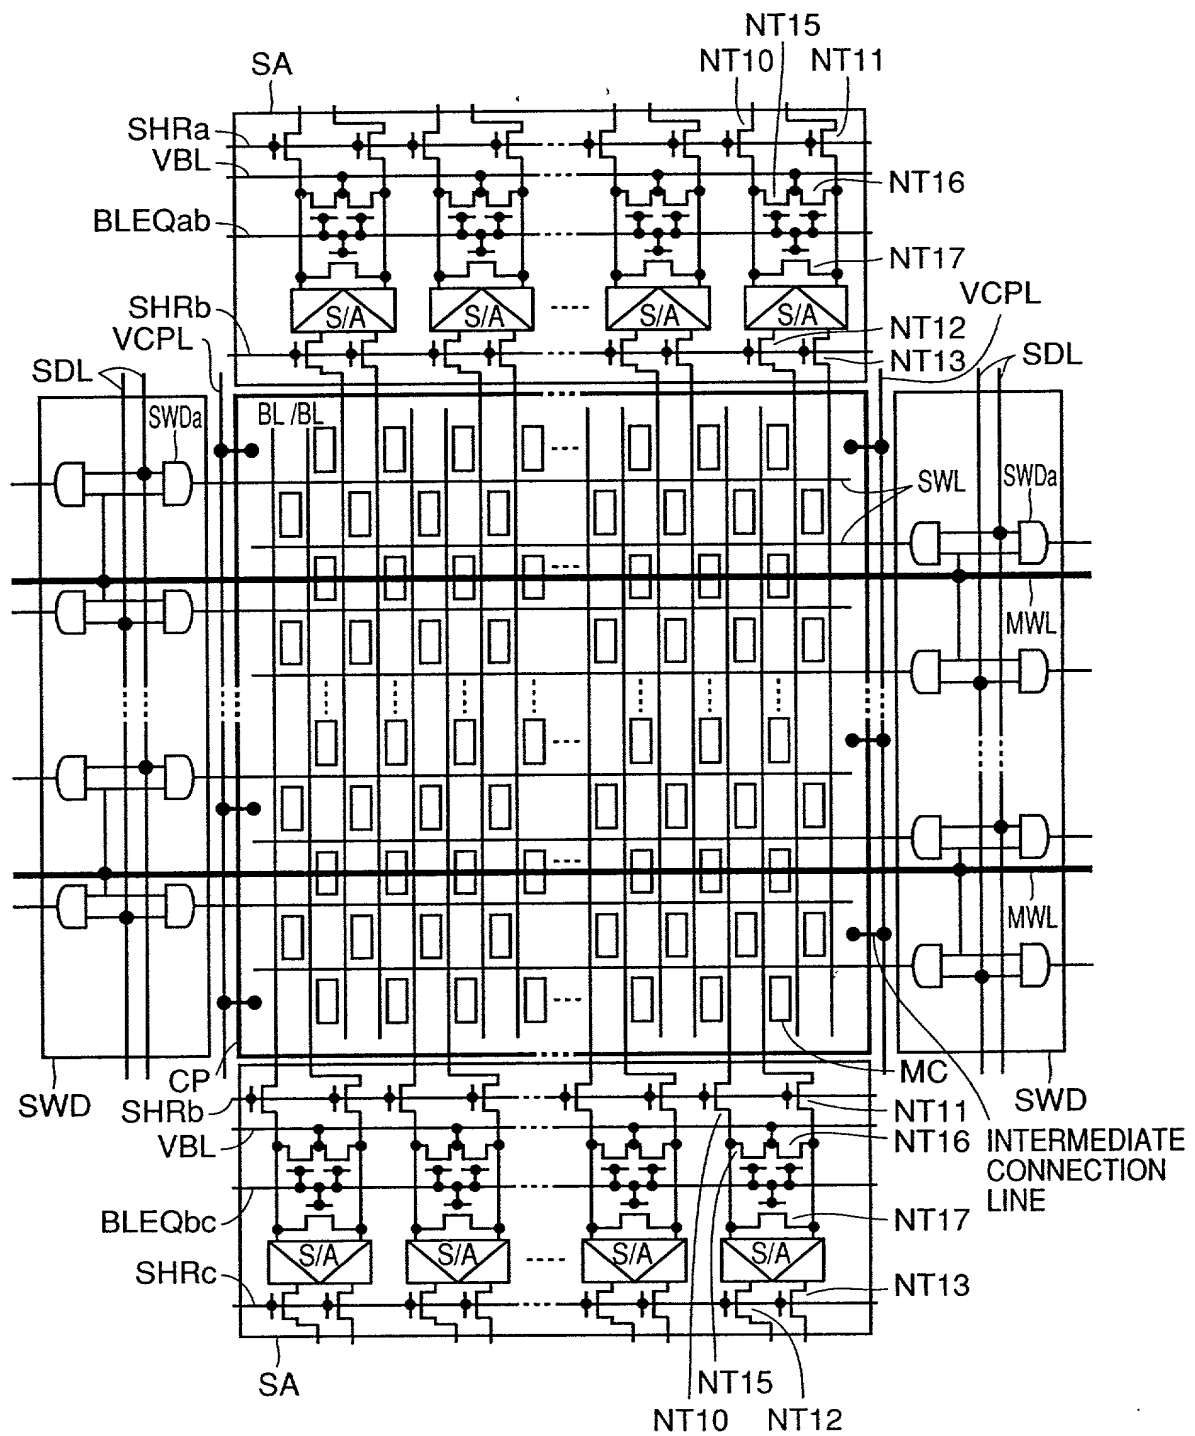 NT15
NT10 NT11
SA
SHRa
VBL
NT16
BLEQab
NT17
SHRb
VCPL
S/A S/A S/A S/A
VCPL
NT12
NT13
SDL
SDL
SWDa
BL /BL
SWL
SWDa
MWL
MWL
CP
MC
SWD
SWD
SHRb
NT11
VBL
NT16
INTERMEDIATE
CONNECTION
LINE
BLEQbc
NT17
S/A S/A S/A S/A
SHRc
NT13
SA
NT15
NT10 NT12